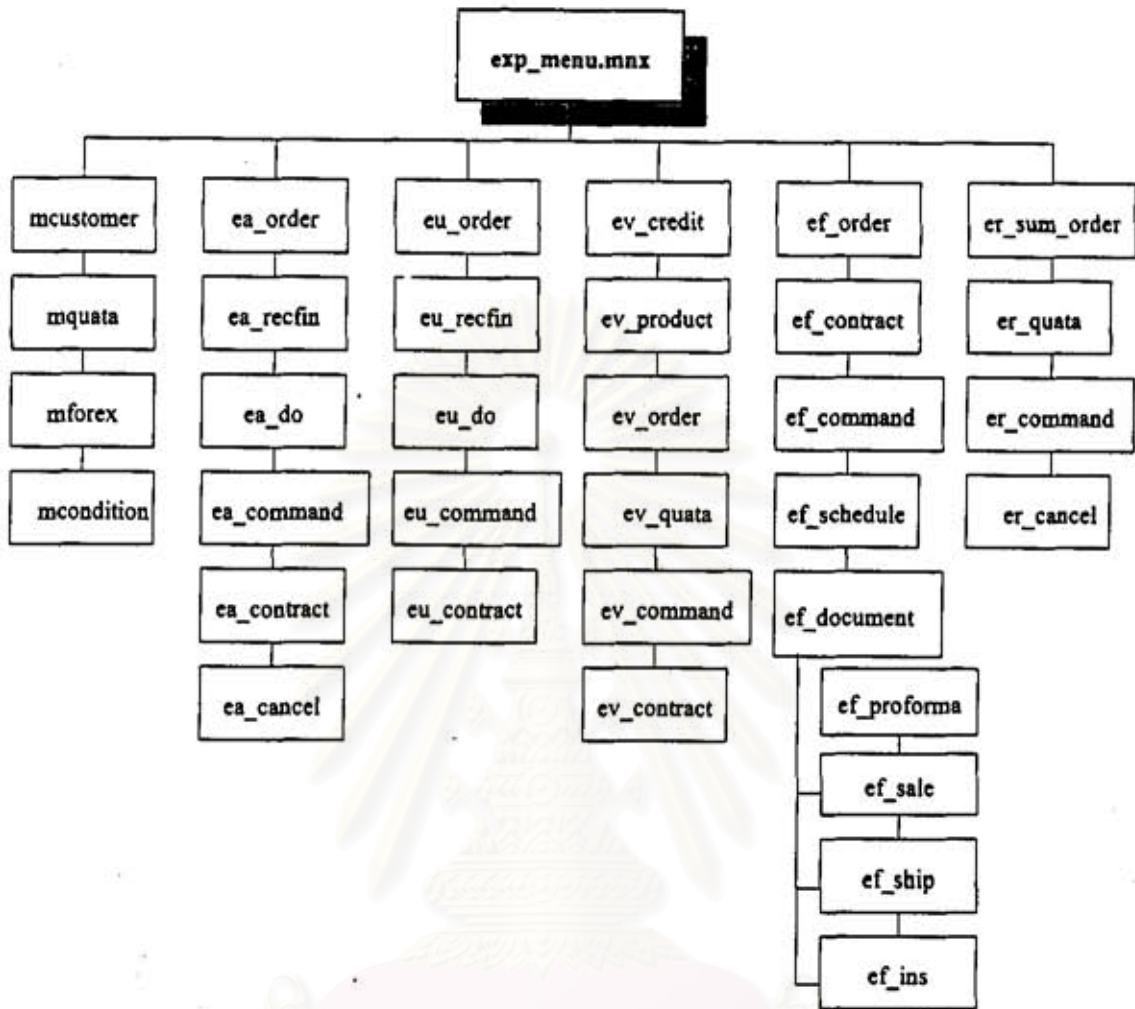 exp_menu.mnx
mcustomer
mquata
mforex
mcondition
ea_order
ea_recfin
ea_do
ea_command
ea_contract
ea_cancel
eu_order
eu_recfin
eu_do
eu_command
eu_contract
ev_credit
ev_product
ev_order
ev_quata
ev_command
ev_contract
ef_order
ef_contract
ef_command
ef_schedule
ef_document
ef_proforma
ef_sale
ef_ship
ef_ins
er_sum_order
er_quata
er_command
er_cancel